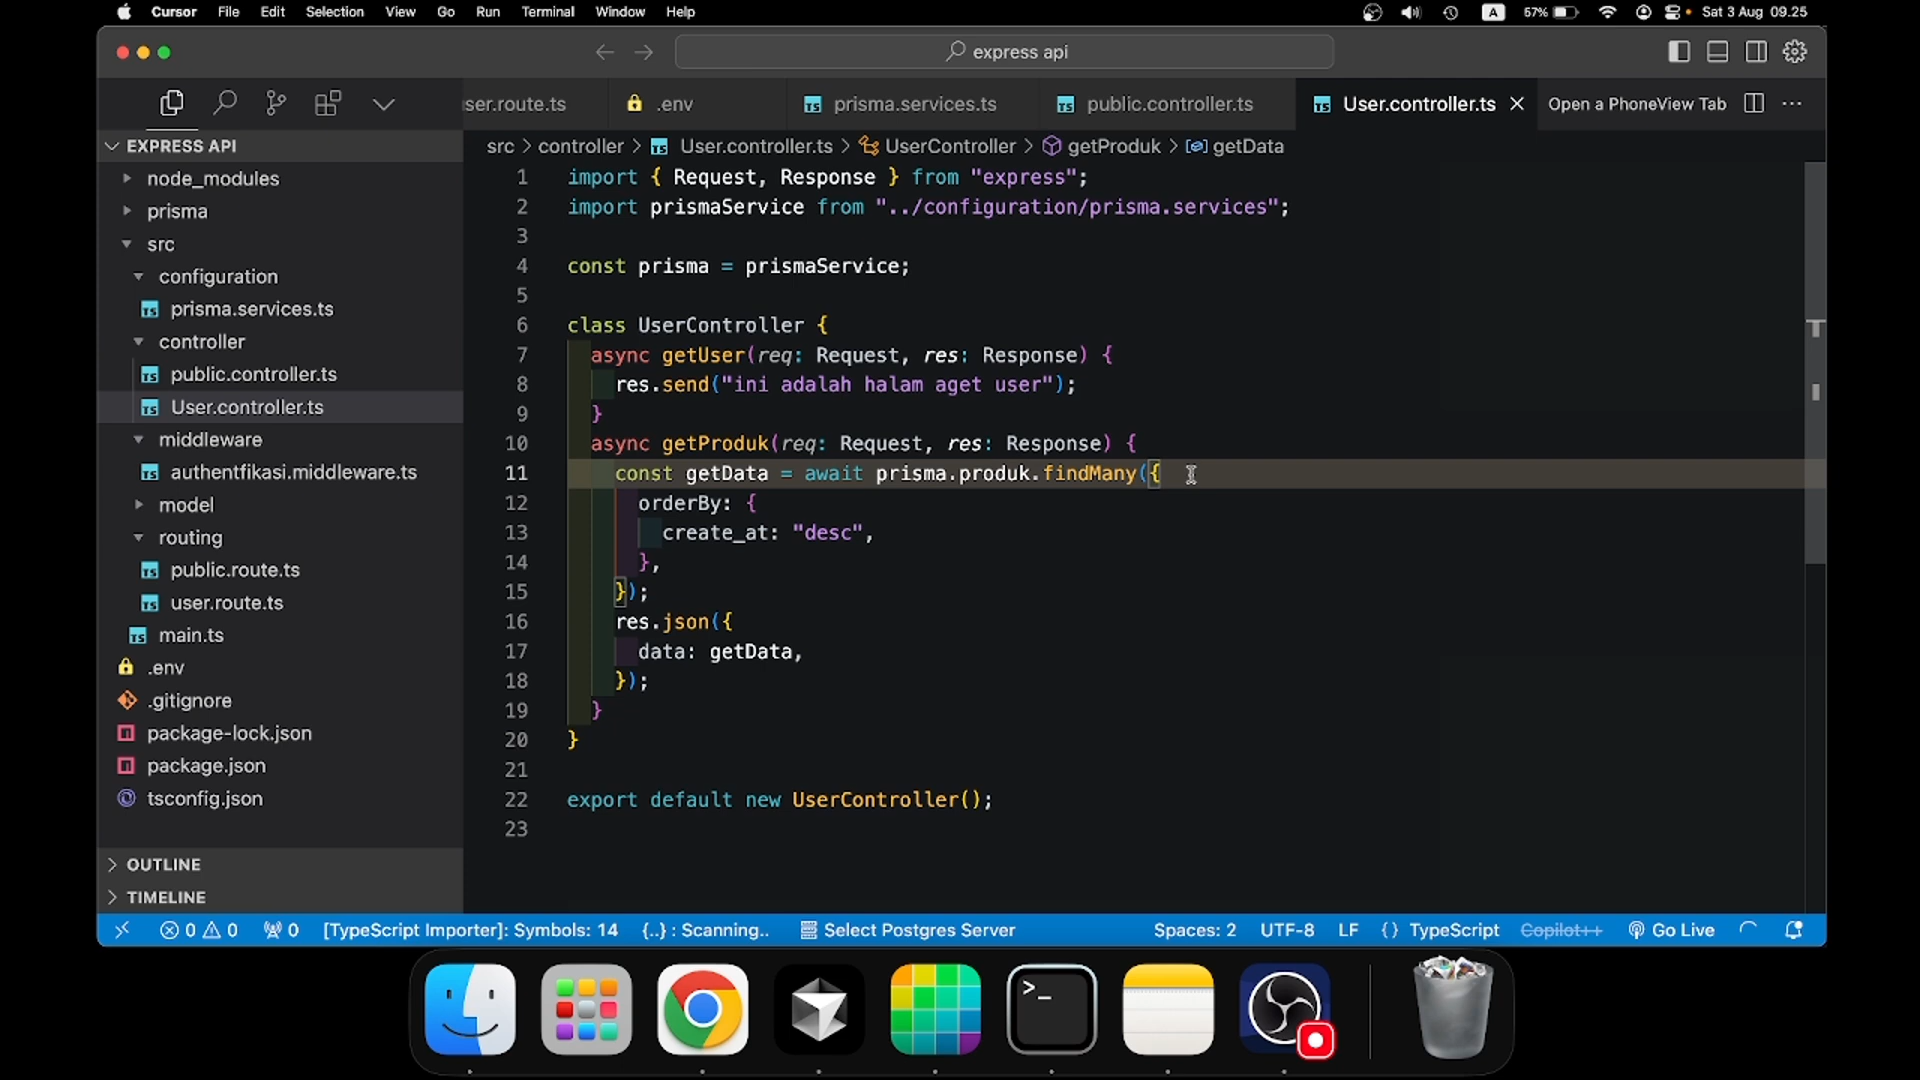 Cursor File Edit Selection View Go Run Terminal Window Help
A 57% Sat 3 Aug 09.25
express api
ser.route.ts .env prisma.services.ts public.controller.ts User.controller.ts Open a PhoneView Tab
EXPRESS API
node_modules
prisma
src
configuration
prisma.services.ts
controller
public.controller.ts
User.controller.ts
middleware
authentfikasi.middleware.ts
model
routing
public.route.ts
user.route.ts
main.ts
.env
.gitignore
package-lock.json
package.json
tsconfig.json
OUTLINE
TIMELINE
src > controller > User.controller.ts > UserController > getProduk > getData
1 import { Request, Response } from "express";
2 import prismaService from "../configuration/prisma.services";
3
4 const prisma = prismaService;
5
6 class UserController {
7 async getUser(req: Request, res: Response) {
8 res.send("ini adalah halam aget user");
9 }
10 async getProduk(req: Request, res: Response) {
11 const getData = await prisma.produk.findMany({
12 orderBy: {
13 create_at: "desc",
14 },
15 });
16 res.json({
17 data: getData,
18 });
19 }
20 }
21
22 export default new UserController();
23
0 0 0 [TypeScript Importer]: Symbols: 14 {..} : Scanning.. Select Postgres Server Spaces: 2 UTF-8 LF {} TypeScript Copilot++ Go Live